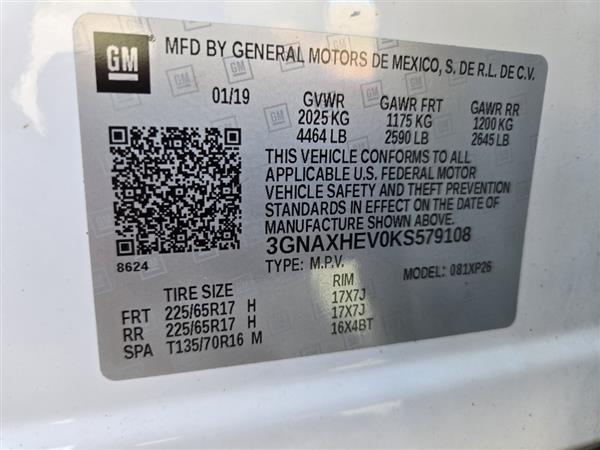 GM
MFD BY GENERAL MOTORS DE MEXICO, S. DE R.L. DE C.V.
01/19 GVWR GAWR FRT GAWR RR
2025 KG 1175 KG 1200 KG
4464 LB 2590 LB 2645 LB
THIS VEHICLE CONFORMS TO ALL
APPLICABLE U.S. FEDERAL MOTOR
VEHICLE SAFETY AND THEFT PREVENTION
STANDARDS IN EFFECT ON THE DATE OF
MANUFACTURE SHOWN ABOVE.
3GNAXHEV0KS579108
8624
TYPE: M.P.V. MODEL: 081XP26
TIRE SIZE RIM
FRT 225/65R17 H 17X7J
RR 225/65R17 H 17X7J
SPA T135/70R16 M 16X4BT